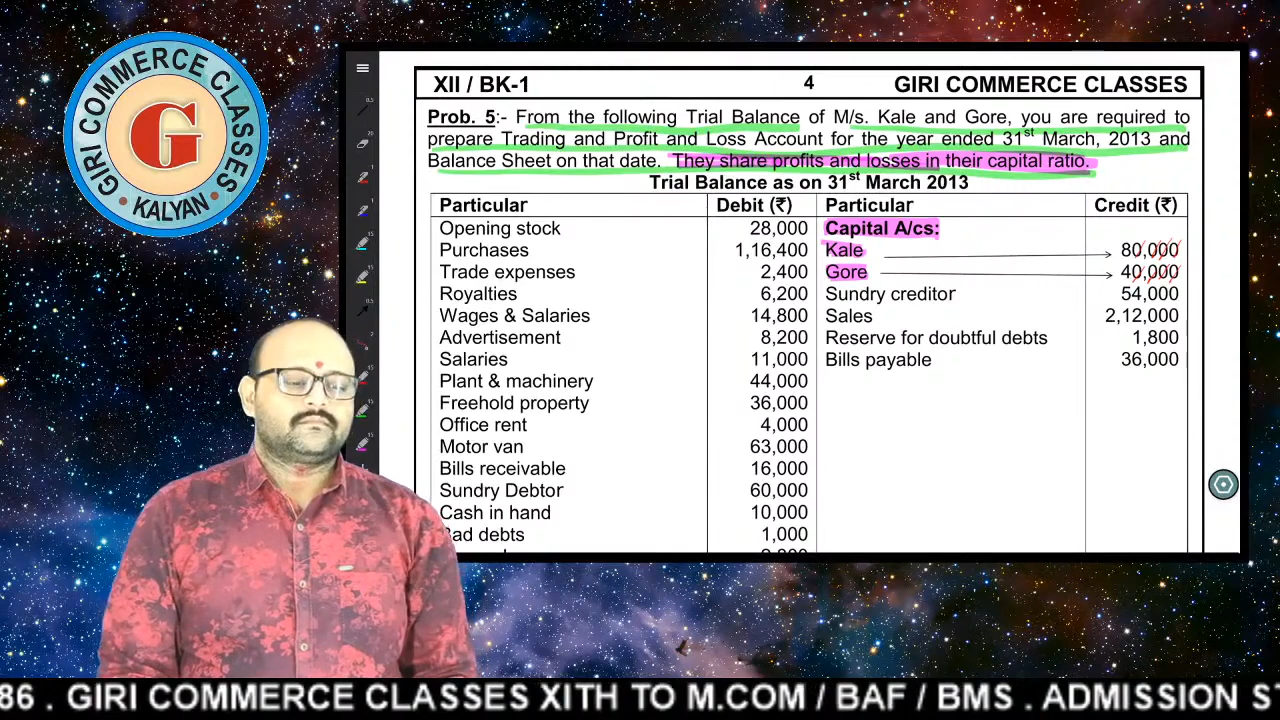 GIRI COMMERCE CLASSES
G
• KALYAN •
XII / BK-1 4 GIRI COMMERCE CLASSES
Prob. 5:- From the following Trial Balance of M/s. Kale and Gore, you are required to
prepare Trading and Profit and Loss Account for the year ended 31st March, 2013 and
Balance Sheet on that date. They share profits and losses in their capital ratio.
Trial Balance as on 31st March 2013
Particular Debit (₹) Particular Credit (₹)
Opening stock 28,000 Capital A/cs:
Purchases 1,16,400 Kale 80,000
Trade expenses 2,400 Gore 40,000
Royalties 6,200 Sundry creditor 54,000
Wages & Salaries 14,800 Sales 2,12,000
Advertisement 8,200 Reserve for doubtful debts 1,800
Salaries 11,000 Bills payable 36,000
Plant & machinery 44,000
Freehold property 36,000
Office rent 4,000
Motor van 63,000
Bills receivable 16,000
Sundry Debtor 60,000
Cash in hand 10,000
Bad debts 1,000
86 . GIRI COMMERCE CLASSES XITH TO M.COM / BAF / BMS . ADMISSION ST